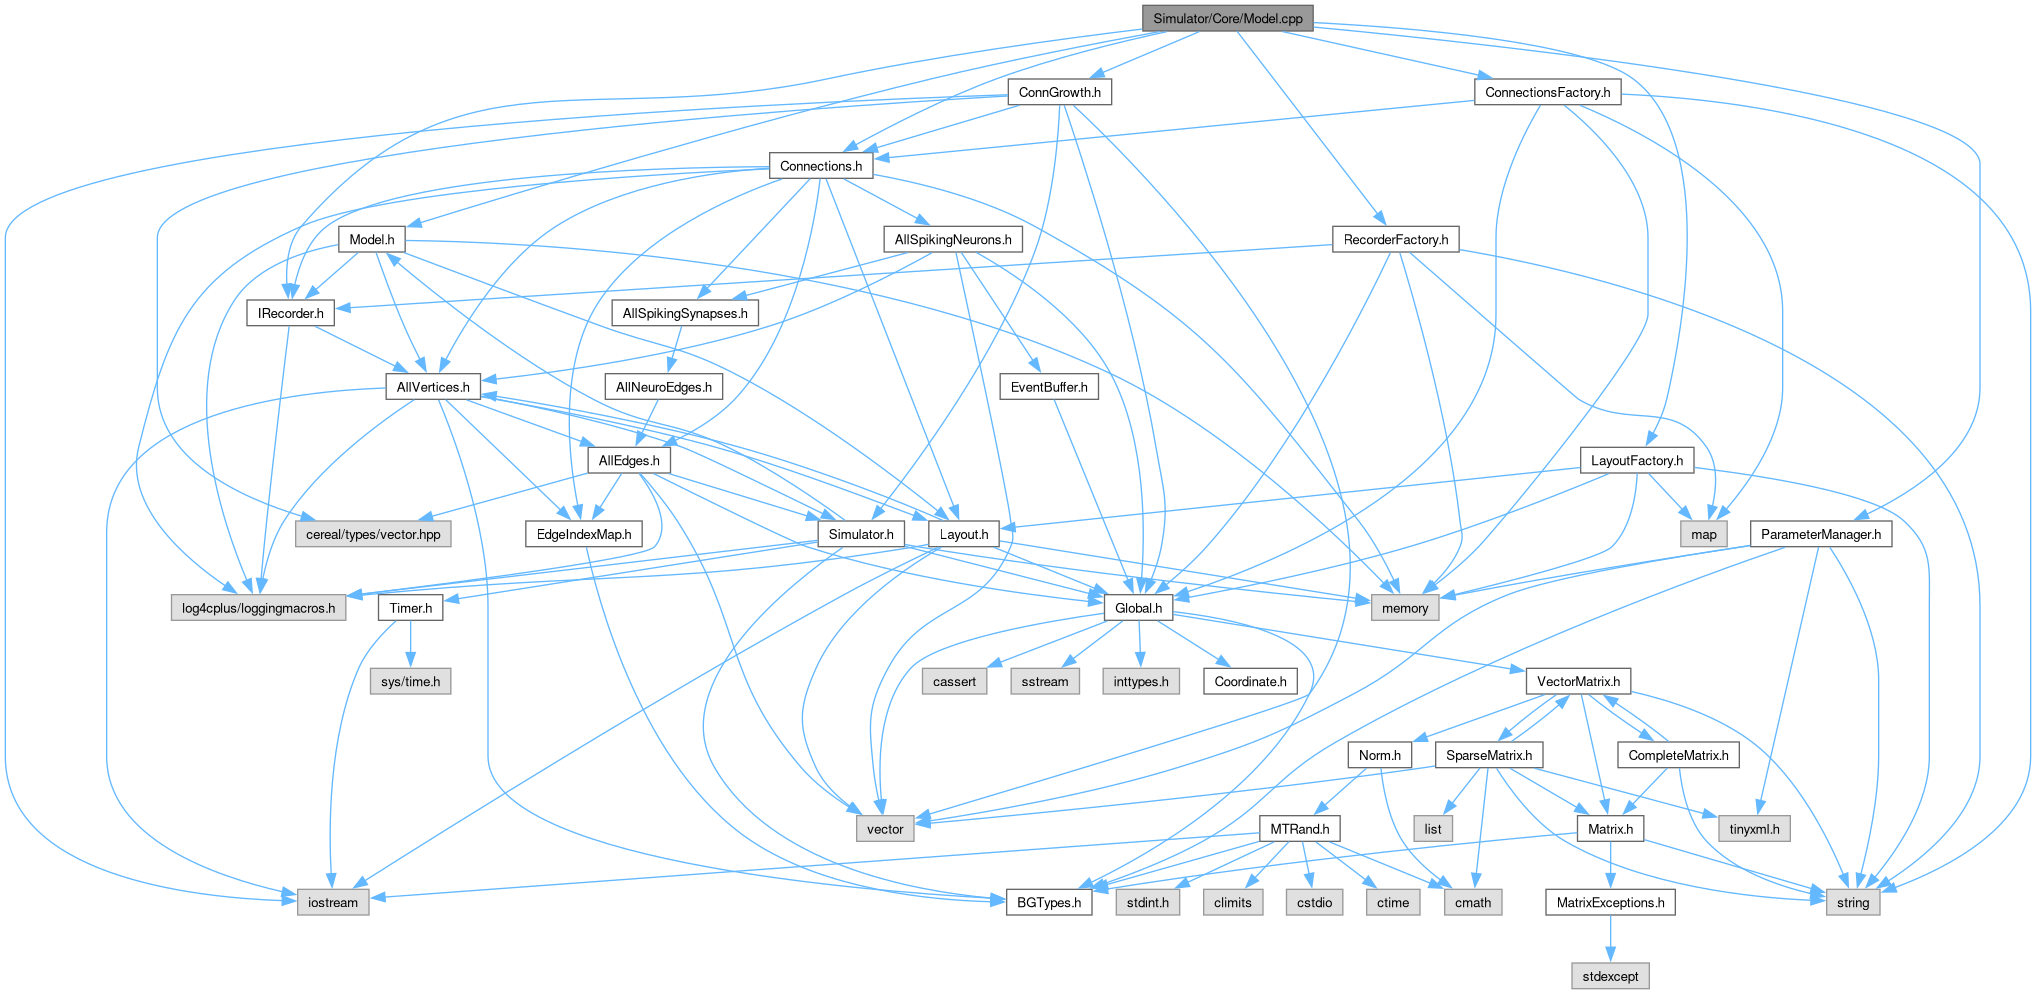 Simulator/Core/Model.cpp
ConnGrowth.h
ConnectionsFactory.h
Connections.h
Model.h
AllSpikingNeurons.h
RecorderFactory.h
IRecorder.h
AllSpikingSynapses.h
AllVertices.h
AllNeuroEdges.h
EventBuffer.h
AllEdges.h
LayoutFactory.h
cereal/types/vector.hpp
EdgeIndexMap.h
Simulator.h
Layout.h
map
ParameterManager.h
log4cplus/loggingmacros.h
Timer.h
Global.h
memory
sys/time.h
cassert
sstream
inttypes.h
Coordinate.h
VectorMatrix.h
Norm.h
SparseMatrix.h
CompleteMatrix.h
vector
MTRand.h
list
Matrix.h
tinyxml.h
iostream
BGTypes.h
stdint.h
climits
cstdio
ctime
cmath
MatrixExceptions.h
string
stdexcept